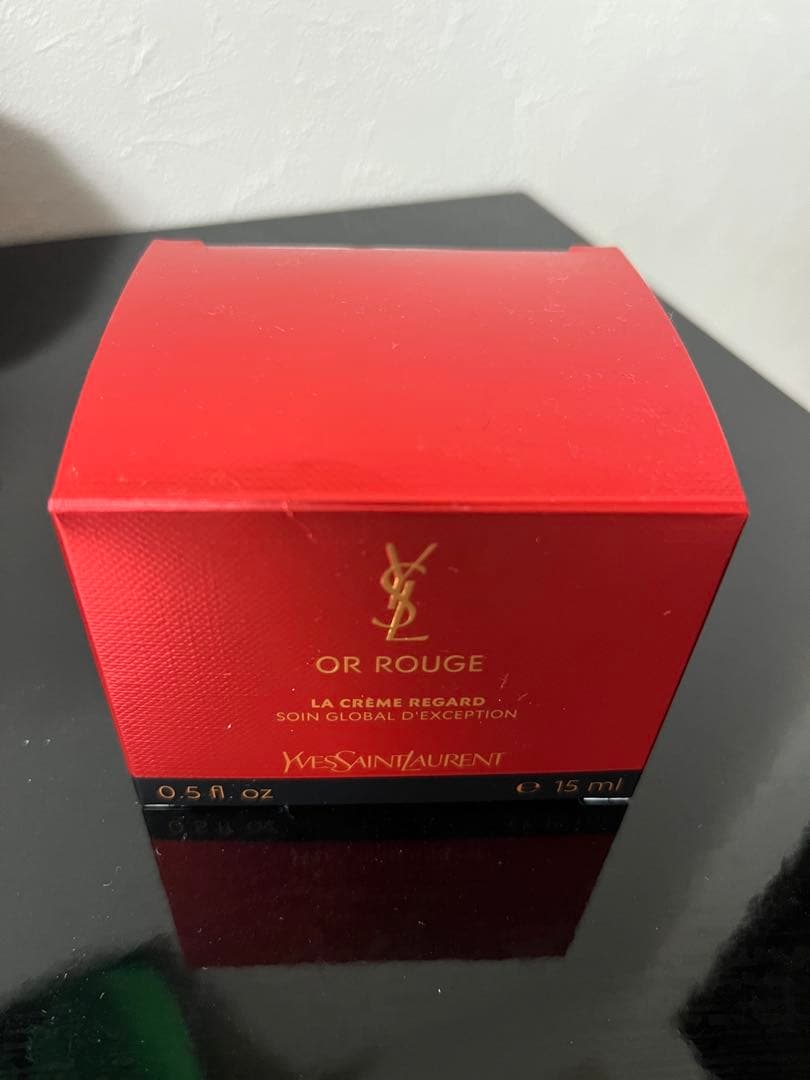 YSL
OR ROUGE
LA CRÈME REGARD
SOIN GLOBAL D'EXCEPTION
YVESSAINTLAURENT
0.5 fl. oz ℮ 15 ml